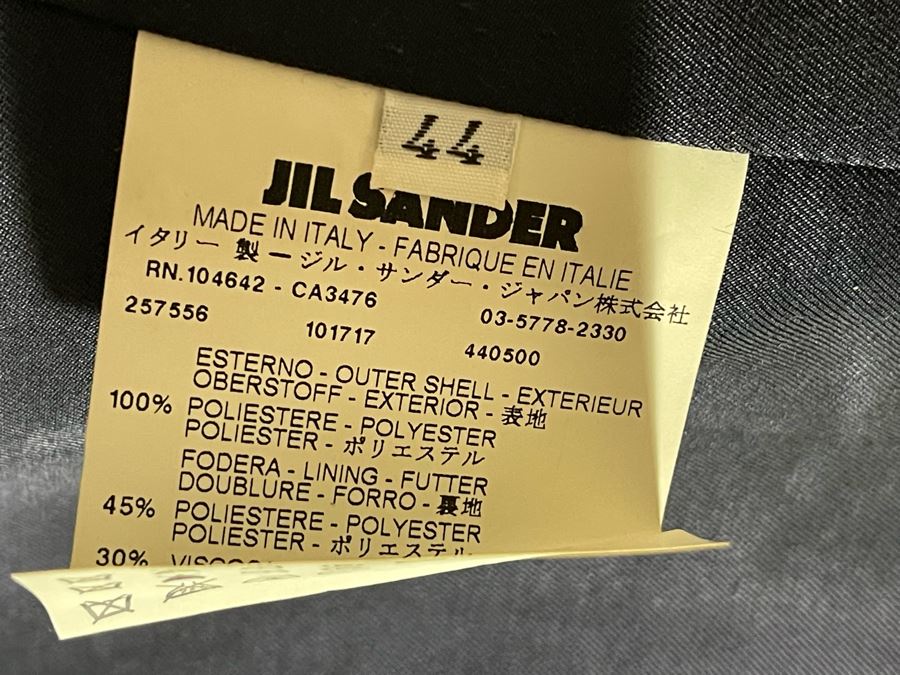 44
JIL SANDER
MADE IN ITALY - FABRIQUE EN ITALIE
イタリー 製 ージル・サンダー・ジャパン株式会社
RN.104642 - CA3476 03-5778-2330
257556 101717 440500
ESTERNO - OUTER SHELL - EXTERIEUR
OBERSTOFF - EXTERIOR - 表地
100% POLIESTERE - POLYESTER
POLIESTER - ポリエステル
FODERA - LINING - FUTTER
DOUBLURE - FORRO - 裏地
45% POLIESTERE - POLYESTER
POLIESTER - ポリエステル
30%